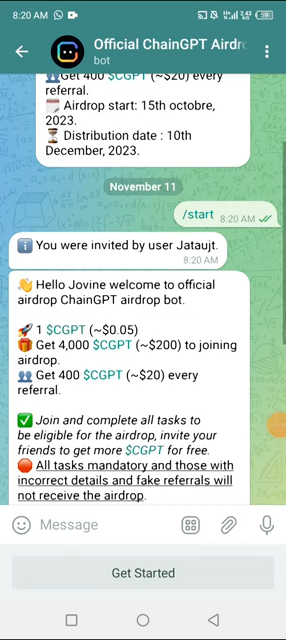 8:20 AM
Official ChainGPT Airdr
bot
Get 400 $CGPT (~$20) every
referral.
Airdrop start: 15th octobre,
2023.
Distribution date : 10th
December, 2023.
November 11
/start 8:20 AM
You were invited by user Jataujt.
8:20 AM
Hello Jovine welcome to official
airdrop ChainGPT airdrop bot.
1 $CGPT (~$0.05)
Get 4,000 $CGPT (~$200) to joining
airdrop.
Get 400 $CGPT (~$20) every
referral.
Join and complete all tasks to
be eligible for the airdrop, invite your
friends to get more $CGPT for free.
All tasks mandatory and those with
incorrect details and fake referrals will
not receive the airdrop.
Message
Get Started